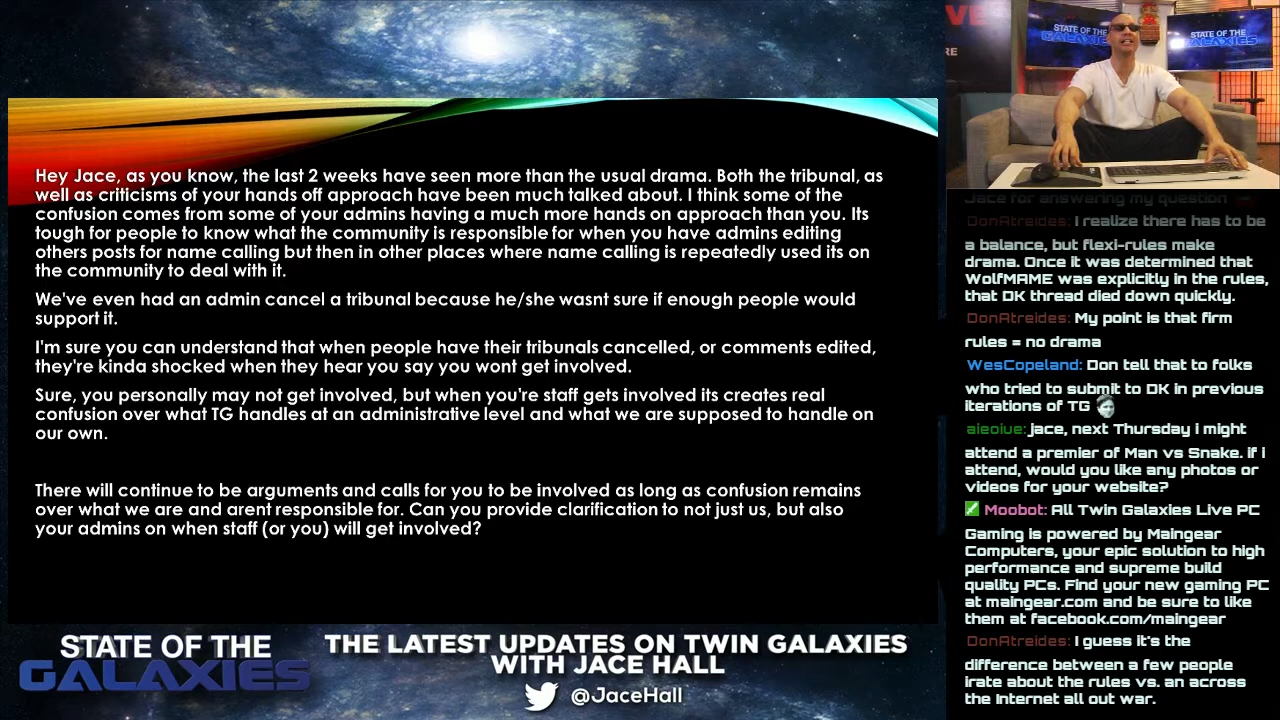 Hey Jace, as you know, the last 2 weeks have seen more than the usual drama. Both the tribunal, as
well as criticisms of your hands off approach have been much talked about. I think some of the
confusion comes from some of your admins having a much more hands on approach than you. Its
tough for people to know what the community is responsible for when you have admins editing
others posts for name calling but then in other places where name calling is repeatedly used its on
the community to deal with it.
We've even had an admin cancel a tribunal because he/she wasnt sure if enough people would
support it.
I'm sure you can understand that when people have their tribunals cancelled, or comments edited,
they're kinda shocked when they hear you say you wont get involved.
Sure, you personally may not get involved, but when you're staff gets involved its creates real
confusion over what TG handles at an administrative level and what we are supposed to handle on
our own.
There will continue to be arguments and calls for you to be involved as long as confusion remains
over what we are and arent responsible for. Can you provide clarification to not just us, but also
your admins on when staff (or you) will get involved?
STATE OF THE
GALAXIES
THE LATEST UPDATES ON TWIN GALAXIES
WITH JACE HALL
@JaceHall
VE
RE
STATE OF THE
GALAXIES
STATE OF THE
GALAXIES
Jace for answering my question
DonAtreides: I realize there has to be
a balance, but flexi-rules make
drama. Once it was determined that
WolfMAME was explicitly in the rules,
that DK thread died down quickly.
DonAtreides: My point is that firm
rules = no drama
WesCopeland: Don tell that to folks
who tried to submit to DK in previous
iterations of TG
aieoiue: jace, next Thursday i might
attend a premier of Man vs Snake. if i
attend, would you like any photos or
videos for your website?
Moobot: All Twin Galaxies Live PC
Gaming is powered by Maingear
Computers, your epic solution to high
performance and supreme build
quality PCs. Find your new gaming PC
at maingear.com and be sure to like
them at facebook.com/maingear
DonAtreides: I guess it's the
difference between a few people
irate about the rules vs. an across
the Internet all out war.